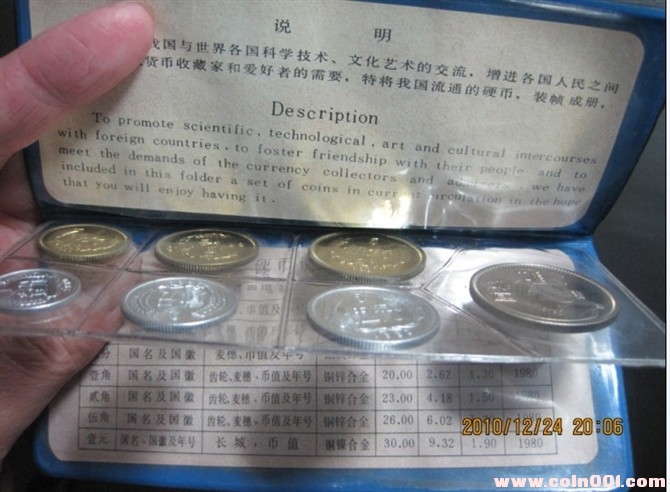 说 明
我国与世界各国科学技术、文化艺术的交流，增进各国人民之间
货币收藏家和爱好者的需要，特将我国流通的硬币，装帧成册，
Description
To promote scientific, technological, art and cultural intercourses
with foreign countries, to foster friendship with their people and to
meet the demands of the currency collectors and admirers, we have
included in this folder a set of coins in current circulation in the hope
that you will enjoy having it.
国名及国徽 麦穗、币值及年号
壹角 国名及国徽 齿轮、麦穗、币值及年号 铜锌合金 20.00 2.62 1.30 1980
贰角 国名及国徽 齿轮、麦穗、币值及年号 铜锌合金 23.00 4.18 1.50
伍角 国名及国徽 齿轮、麦穗、币值及年号 铜锌合金 26.00 6.02
壹元 国名、国徽及年号 长城，币值 铜镍合金 30.00 9.32 1.90 1980
2010/12/24 20:06
www.coin001.com